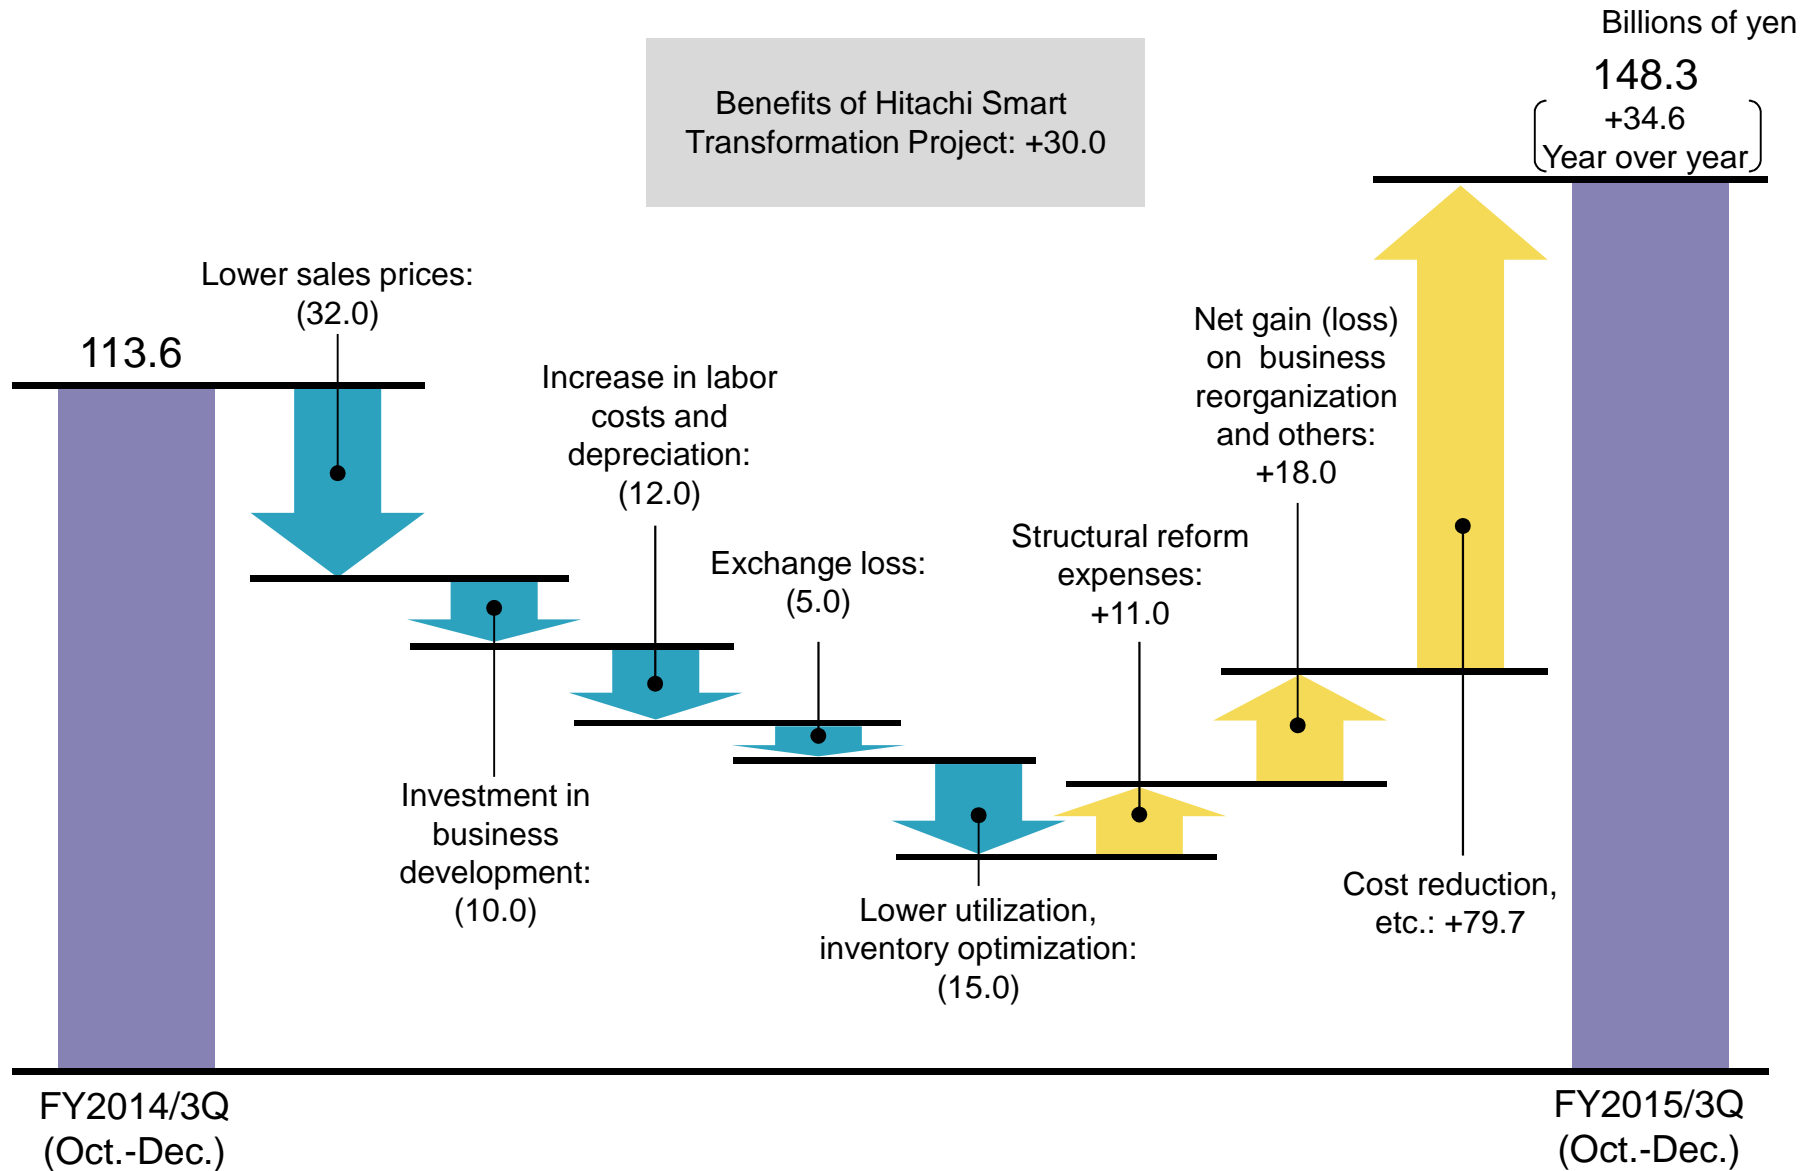 Billions of yen
148.3
+34.6
Year over year
Benefits of Hitachi Smart
Transformation Project: +30.0
113.6
Lower sales prices:
(32.0)
Investment in
business
development:
(10.0)
Increase in labor
costs and
depreciation:
(12.0)
Exchange loss:
(5.0)
Lower utilization,
inventory optimization:
(15.0)
Structural reform
expenses:
+11.0
Net gain (loss)
on business
reorganization
and others:
+18.0
Cost reduction,
etc.: +79.7
FY2014/3Q
(Oct.-Dec.)
FY2015/3Q
(Oct.-Dec.)